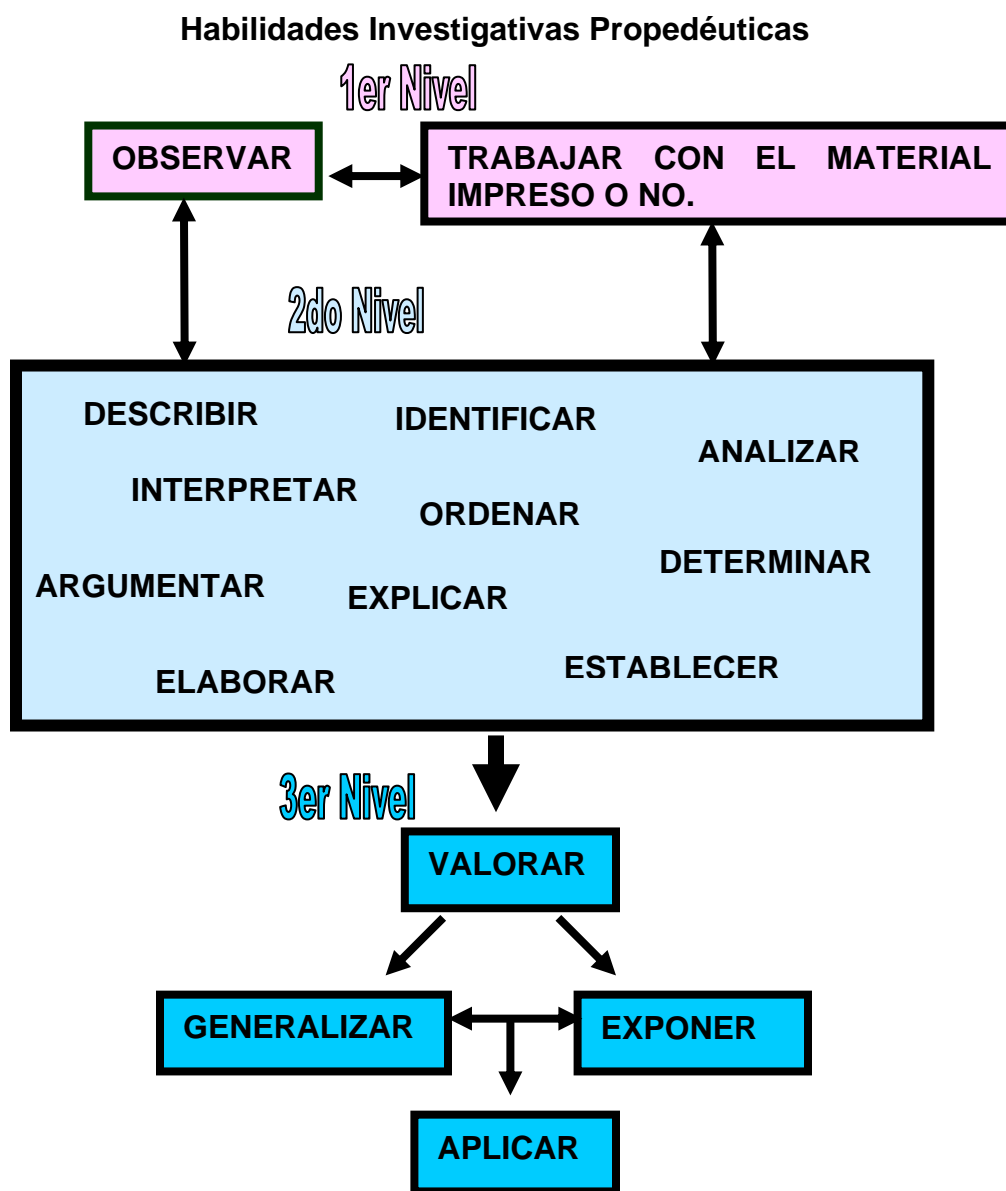 Habilidades Investigativas Propedéuticas
1er Nivel
OBSERVAR
TRABAJAR CON EL MATERIAL
IMPRESO O NO.
2do Nivel
DESCRIBIR
IDENTIFICAR
ANALIZAR
INTERPRETAR
ORDENAR
DETERMINAR
ARGUMENTAR
EXPLICAR
ELABORAR
ESTABLECER
3er Nivel
VALORAR
GENERALIZAR
EXPONER
APLICAR